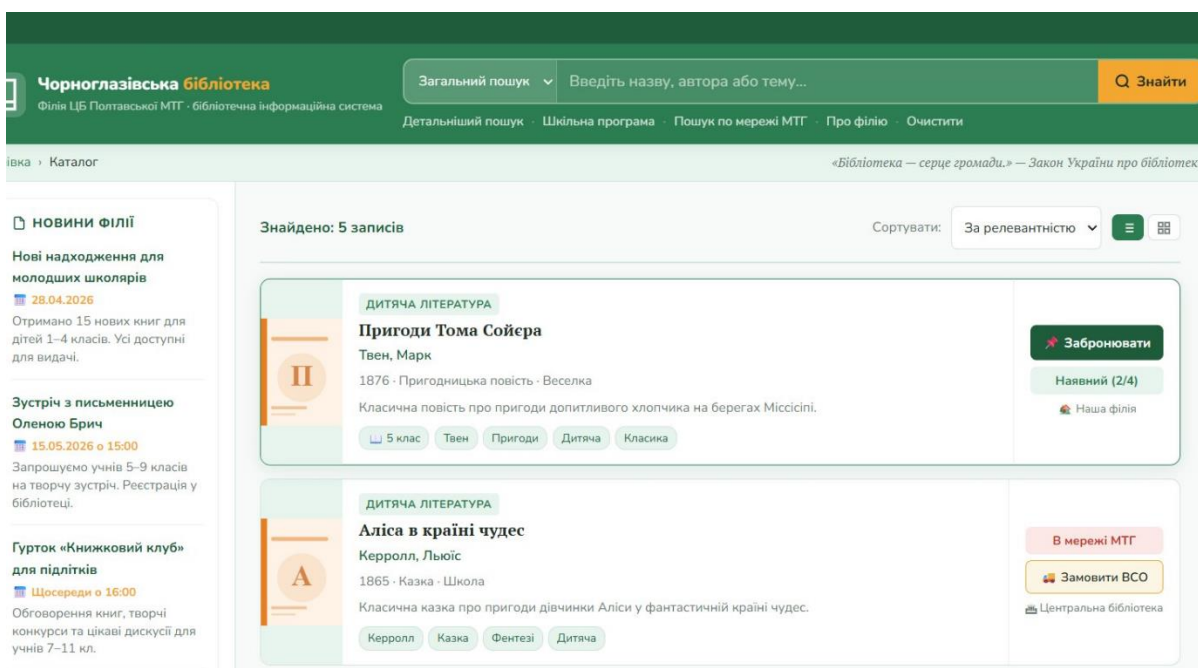 Чорноглазівська бібліотека
Філія ЦБ Полтавської МТГ · бібліотечна інформаційна система
Загальний пошук
Введіть назву, автора або тему...
Знайти
Детальніший пошук · Шкільна програма · Пошук по мережі МТГ · Про філію · Очистити
› Каталог
«Бібліотека — серце громади.» — Закон України про
НОВИНИ ФІЛІЇ
Нові надходження для
молодших школярів
28.04.2026
Отримано 15 нових книг для
дітей 1–4 класів. Усі доступні
для видачі.
Зустріч з письменницею
Оленою Брич
15.05.2026 о 15:00
Запрошуємо учнів 5–9 класів
на творчу зустріч. Реєстрація у
бібліотеці.
Гурток «Книжковий клуб»
для підлітків
Щосереди о 16:00
Обговорення книг, творчі
конкурси та цікаві дискусії для
учнів 7–11 кл.
Знайдено: 5 записів
Сортувати:
За релевантністю
П
ДИТЯЧА ЛІТЕРАТУРА
Пригоди Тома Сойєра
Твен, Марк
1876 · Пригодницька повість · Веселка
Класична повість про пригоди допитливого хлопчика на берегах Міссісіпі.
5 клас Твен Пригоди Дитяча Класика
Забронювати
Наявний (2/4)
Наша філія
А
ДИТЯЧА ЛІТЕРАТУРА
Аліса в країні чудес
Керролл, Льюїс
1865 · Казка · Школа
Класична казка про пригоди дівчинки Аліси у фантастичній країні чудес.
Керролл Казка Фентезі Дитяча
В мережі МТГ
Замовити ВСО
Центральна бібліотека